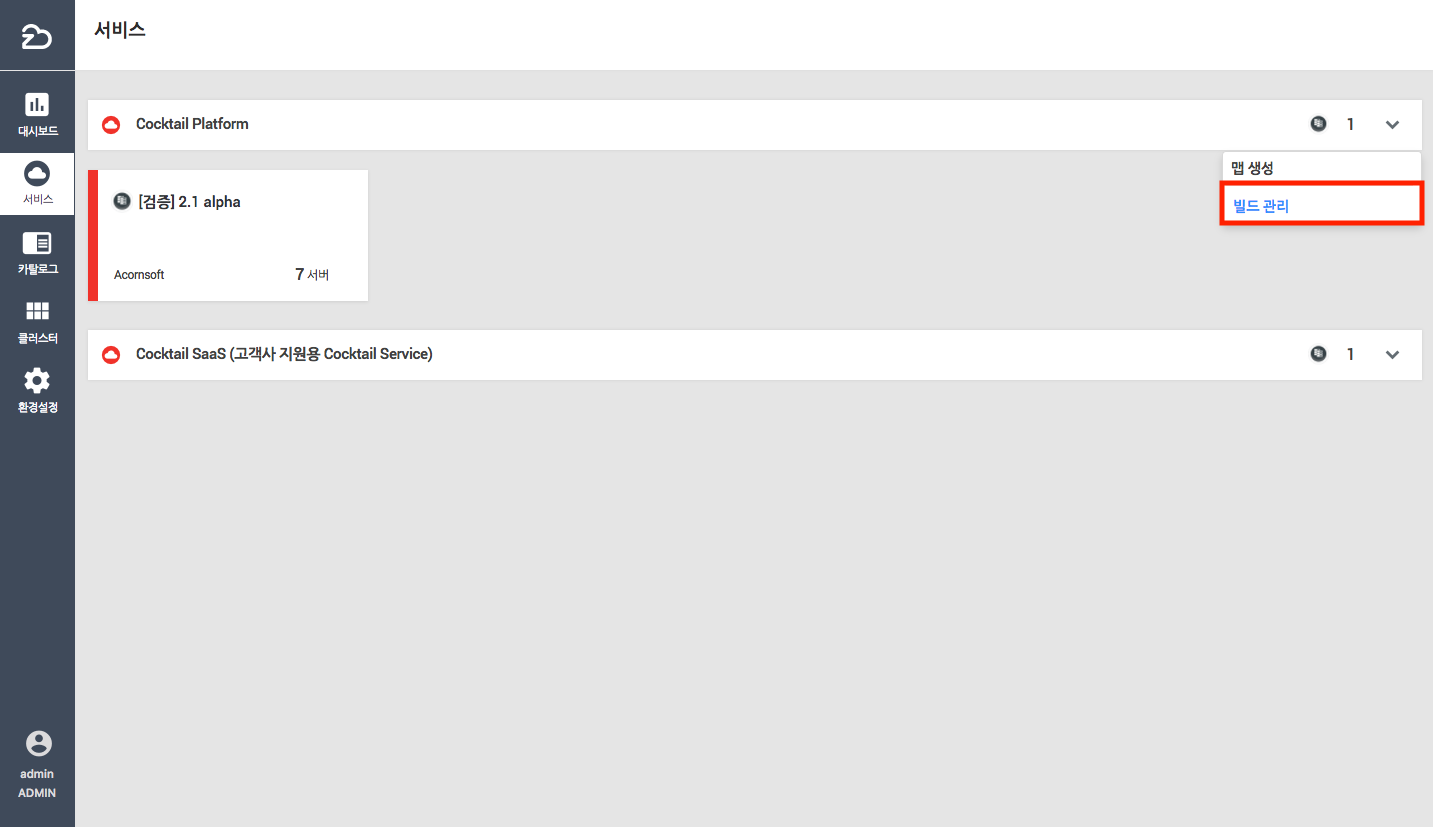 서비스
대시보드
서비스
카탈로그
클러스터
환경설정
admin
ADMIN
Cocktail Platform
1
맵 생성
빌드 관리
[검증] 2.1 alpha
Acornsoft
7 서버
Cocktail SaaS (고객사 지원용 Cocktail Service)
1